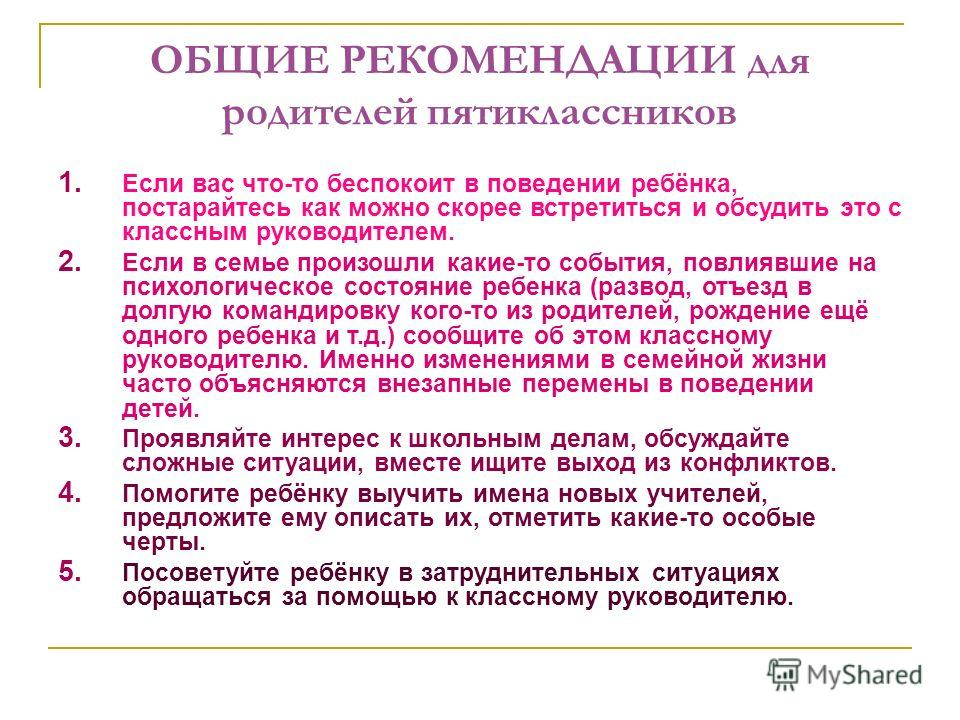 ОБЩИЕ РЕКОМЕНДАЦИИ для
родителей пятиклассников
1. Если вас что-то беспокоит в поведении ребёнка,
постарайтесь как можно скорее встретиться и обсудить это с
классным руководителем.
2. Если в семье произошли какие-то события, повлиявшие на
психологическое состояние ребенка (развод, отъезд в
долгую командировку кого-то из родителей, рождение ещё
одного ребенка и т.д.) сообщите об этом классному
руководителю. Именно изменениями в семейной жизни
часто объясняются внезапные перемены в поведении
детей.
3. Проявляйте интерес к школьным делам, обсуждайте
сложные ситуации, вместе ищите выход из конфликтов.
4. Помогите ребёнку выучить имена новых учителей,
предложите ему описать их, отметить какие-то особые
черты.
5. Посоветуйте ребёнку в затруднительных ситуациях
обращаться за помощью к классному руководителю.
MyShared